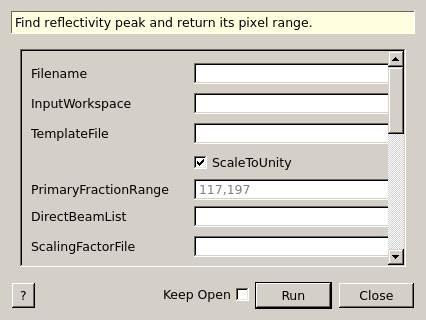 Find reflectivity peak and return its pixel range.
Filename
InputWorkspace
TemplateFile
ScaleToUnity
PrimaryFractionRange 117,197
DirectBeamList
ScalingFactorFile
? Keep Open Run Close